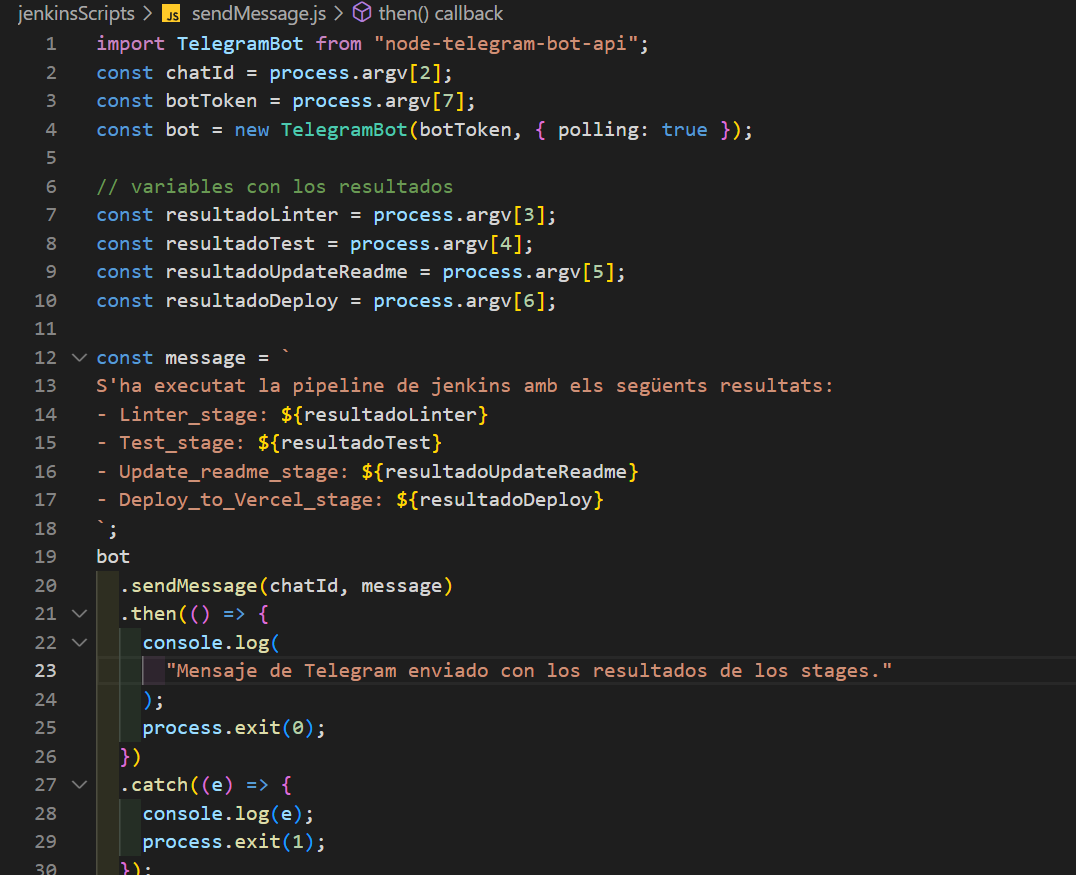 jenkinsScripts > JS sendMessage.js > then() callback
1 import TelegramBot from "node-telegram-bot-api";
2 const chatId = process.argv[2];
3 const botToken = process.argv[7];
4 const bot = new TelegramBot(botToken, { polling: true });
5
6 // variables con los resultados
7 const resultadoLinter = process.argv[3];
8 const resultadoTest = process.argv[4];
9 const resultadoUpdateReadme = process.argv[5];
10 const resultadoDeploy = process.argv[6];
11
12 const message = `
13 S'ha executat la pipeline de jenkins amb els següents resultats:
14 - Linter_stage: ${resultadoLinter}
15 - Test_stage: ${resultadoTest}
16 - Update_readme_stage: ${resultadoUpdateReadme}
17 - Deploy_to_Vercel_stage: ${resultadoDeploy}
18 `;
19 bot
20 .sendMessage(chatId, message)
21 .then(() => {
22 console.log(
23 "Mensaje de Telegram enviado con los resultados de los stages."
24 );
25 process.exit(0);
26 })
27 .catch((e) => {
28 console.log(e);
29 process.exit(1);
30 });